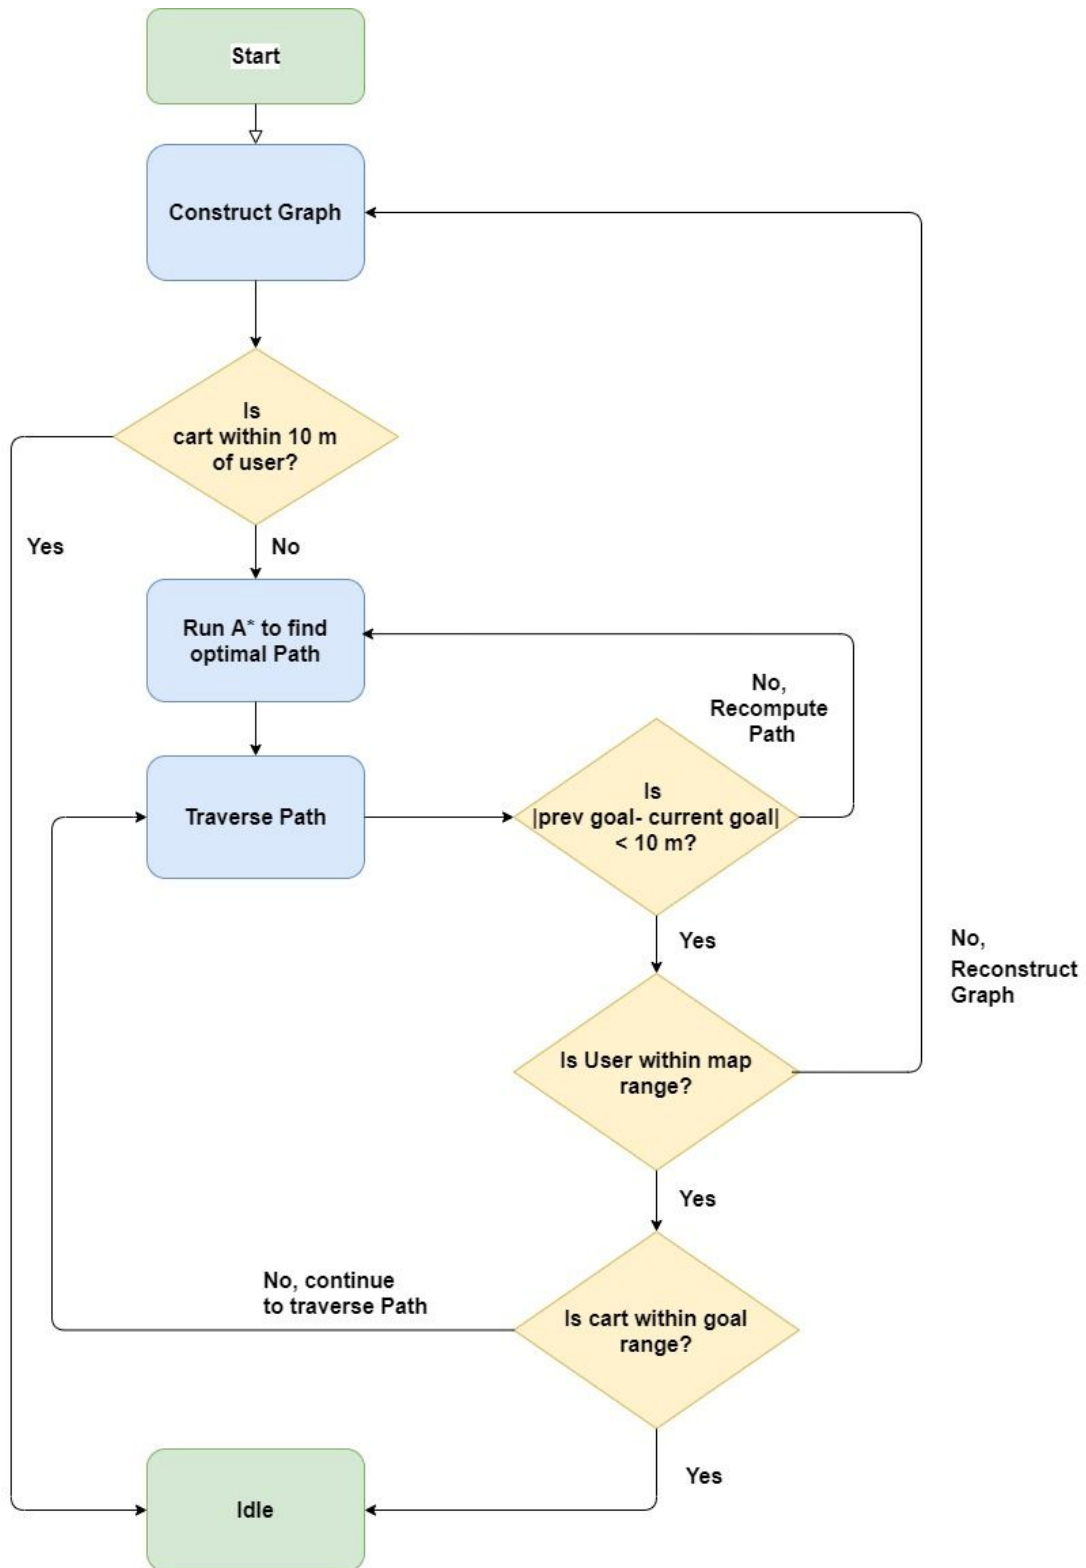 Start
Construct Graph
Is
cart within 10 m
of user?
Yes
No
Run A* to find
optimal Path
No,
Recompute
Path
Traverse Path
Is
|prev goal- current goal|
< 10 m?
Yes
No,
Reconstruct
Graph
Is User within map
range?
Yes
No, continue
to traverse Path
Is cart within goal
range?
Yes
Idle